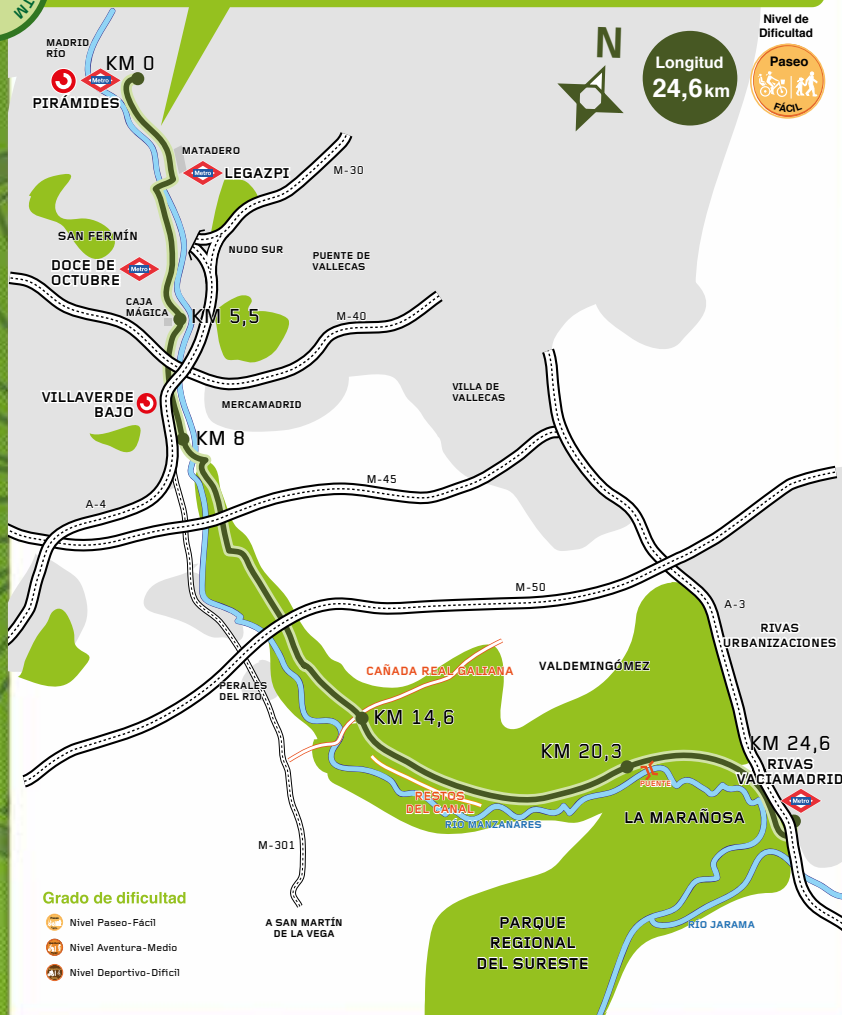 TM
Nivel de
Dificultad
N
Longitud
24,6 km
Paseo
FÁCIL
MADRID
RÍO
KM 0
Metro
PIRÁMIDES
MATADERO
Metro
LEGAZPI
M-30
SAN FERMÍN
DOCE DE
OCTUBRE
Metro
NUDO SUR
PUENTE DE
VALLECAS
CAJA
MÁGICA
KM 5,5
M-40
VILLAVERDE
BAJO
MERCAMADRID
VILLA DE
VALLECAS
KM 8
M-45
A-4
M-50
A-3
RIVAS
URBANIZACIONES
CAÑADA REAL GALIANA
VALDEMINGÓMEZ
PERALES
DEL RIO
KM 14,6
KM 20,3
KM 24,6
RIVAS
VACIAMADRID
Metro
PUENTE
RESTOS
DEL CANAL
RÍO MANZANARES
LA MARAÑOSA
M-301
Grado de dificultad
Nivel Paseo-Fácil
Nivel Aventura-Medio
Nivel Deportivo-Difícil
A SAN MARTÍN
DE LA VEGA
PARQUE
REGIONAL
DEL SURESTE
RÍO JARAMA